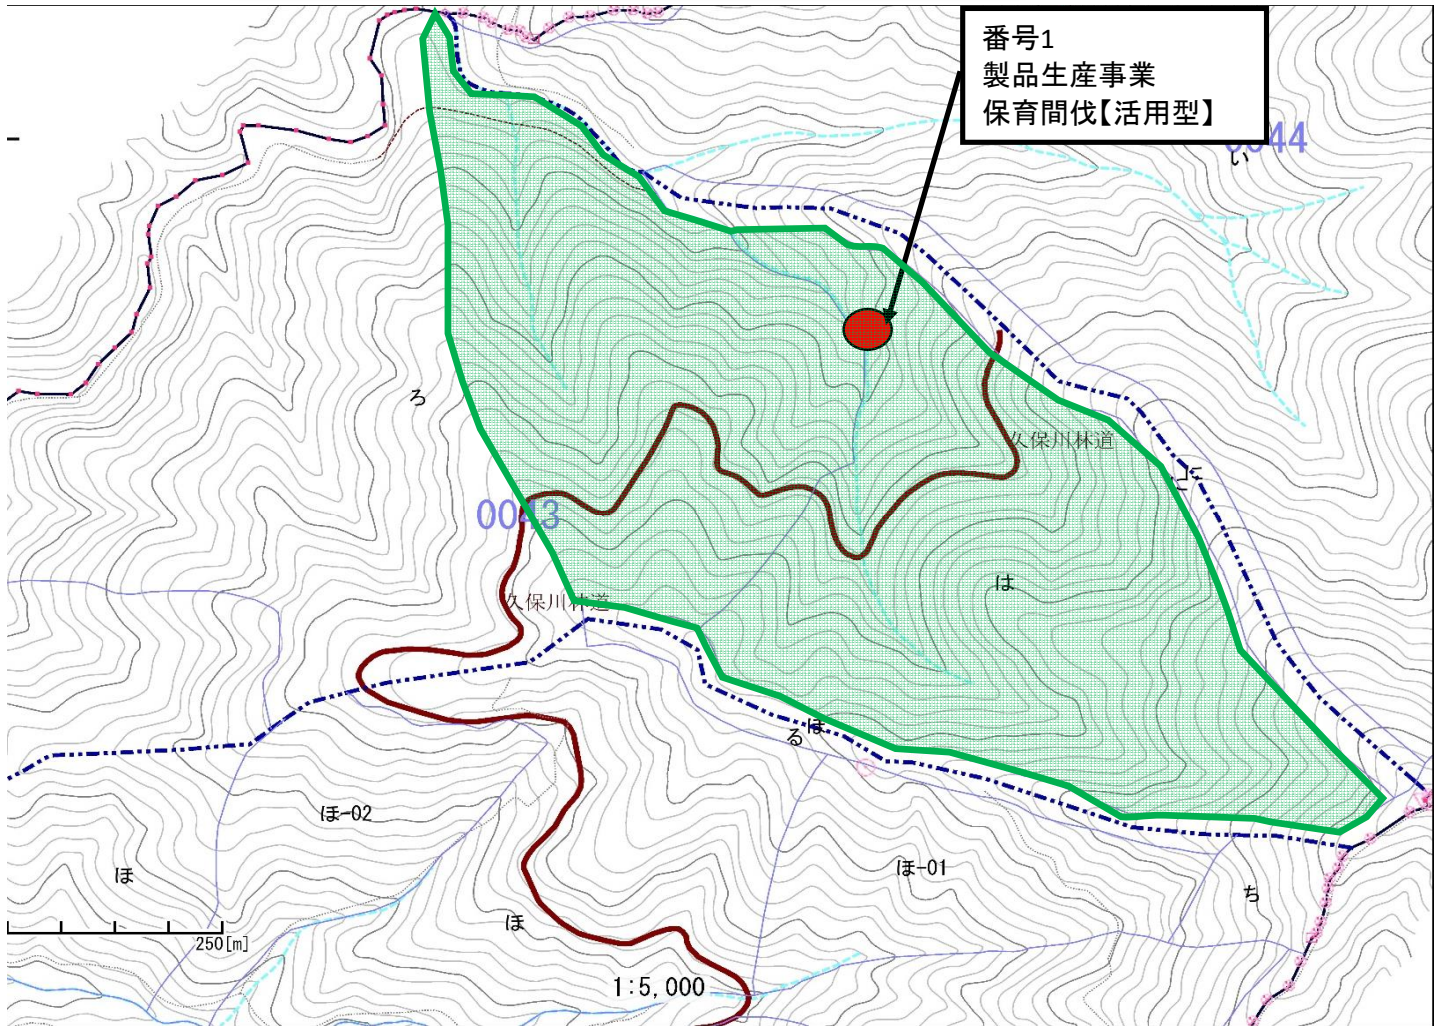 番号1
製品生産事業
保育間伐【活用型】
0044
い
ろ
久保川林道
に
0043
は
久保川林道
ほ
る
ほ-02
ほ-01
ほ
ち
ほ
250[m]
1:5,000